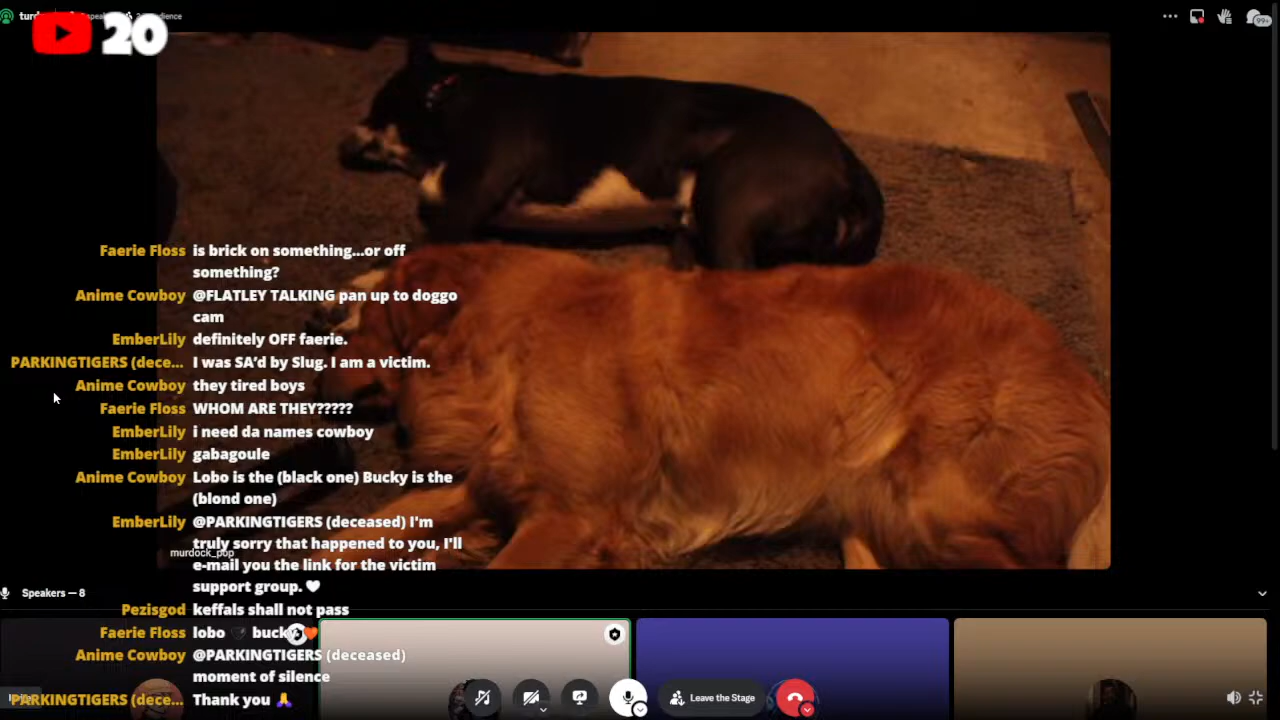 20
99+
Faerie Floss is brick on something...or off
something?
Anime Cowboy @FLATLEY TALKING pan up to doggo
cam
EmberLily definitely OFF faerie.
PARKINGTIGERS (dece... I was SA'd by Slug. I am a victim.
Anime Cowboy they tired boys
Faerie Floss WHOM ARE THEY?????
EmberLily i need da names cowboy
EmberLily gabagoule
Anime Cowboy Lobo is the (black one) Bucky is the
(blond one)
EmberLily @PARKINGTIGERS (deceased) I'm
truly sorry that happened to you, I'll
e-mail you the link for the victim
support group. 🤍
murdock_pop
Speakers — 8
Pezisgod keffals shall not pass
Faerie Floss lobo 🖤 bucky 🧡
Anime Cowboy @PARKINGTIGERS (deceased)
moment of silence
PARKINGTIGERS (dece... Thank you 🙏
Leave the Stage